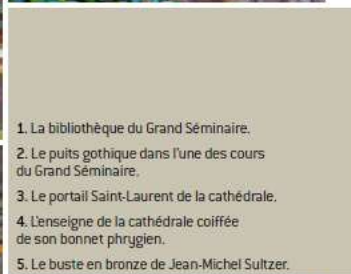 1. La bibliothèque du Grand Séminaire.
2. Le puits gothique dans l'une des cours
du Grand Séminaire.
3. Le portail Saint-Laurent de la cathédrale.
4. L'enseigne de la cathédrale coiffée
de son bonnet phrygien.
5. Le buste en bronze de Jean-Michel Sultzer.